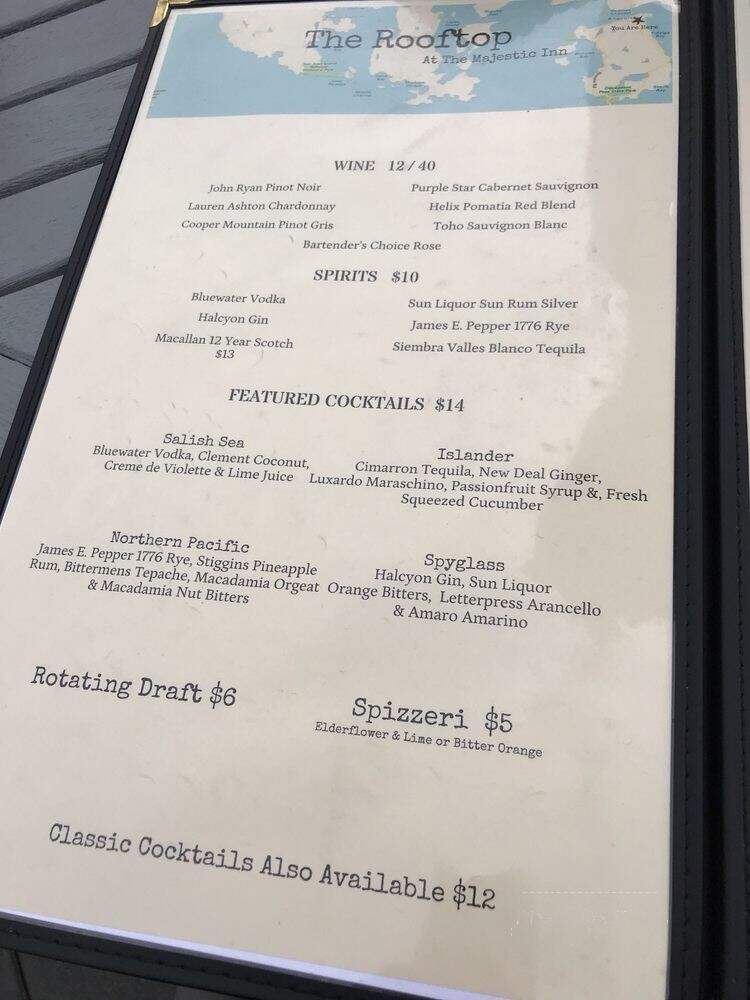 The Rooftop
At The Majestic Inn
You Are Here
WINE 12 / 40
John Ryan Pinot Noir
Purple Star Cabernet Sauvignon
Lauren Ashton Chardonnay
Helix Pomatia Red Blend
Cooper Mountain Pinot Gris
Toho Sauvignon Blanc
Bartender's Choice Rose
SPIRITS $10
Bluewater Vodka
Sun Liquor Sun Rum Silver
Halcyon Gin
James E. Pepper 1776 Rye
Macallan 12 Year Scotch
$13
Siembra Valles Blanco Tequila
FEATURED COCKTAILS $14
Salish Sea
Bluewater Vodka, Clement Coconut,
Creme de Violette & Lime Juice
Islander
Cimarron Tequila, New Deal Ginger,
Luxardo Maraschino, Passionfruit Syrup &, Fresh
Squeezed Cucumber
Northern Pacific
James E. Pepper 1776 Rye, Stiggins Pineapple
Rum, Bittermens Tepache, Macadamia Orgeat
& Macadamia Nut Bitters
Spyglass
Halcyon Gin, Sun Liquor
Orange Bitters, Letterpress Arancello
& Amaro Amarino
Rotating Draft $6
Spizzeri $5
Elderflower & Lime or Bitter Orange
Classic Cocktails Also Available $12